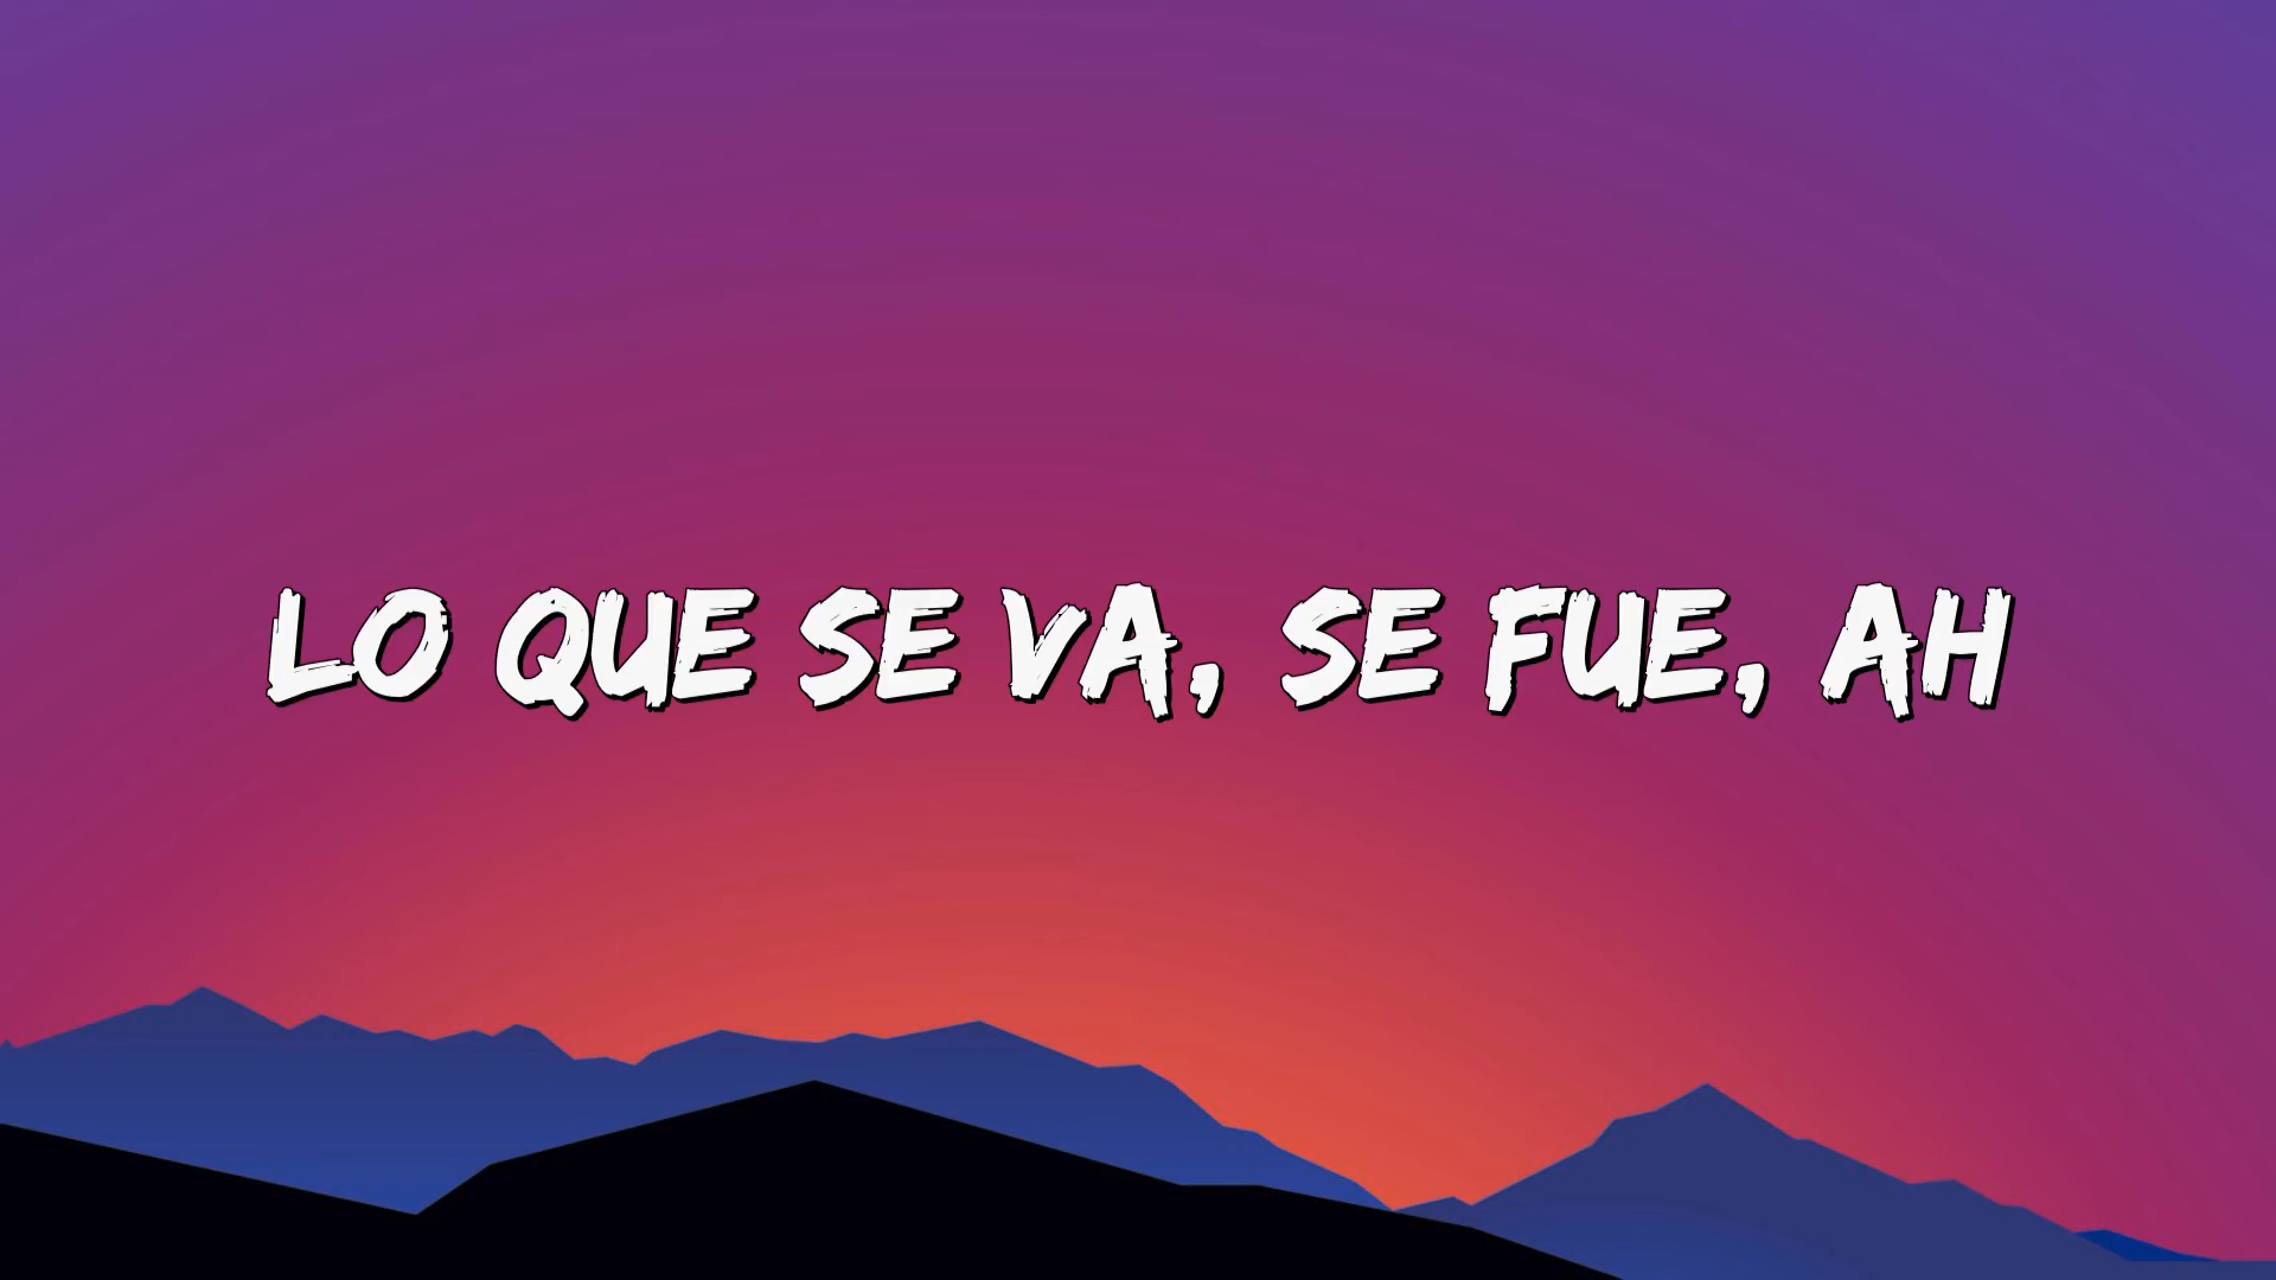 LO QUE SE VA, SE FUE, AH